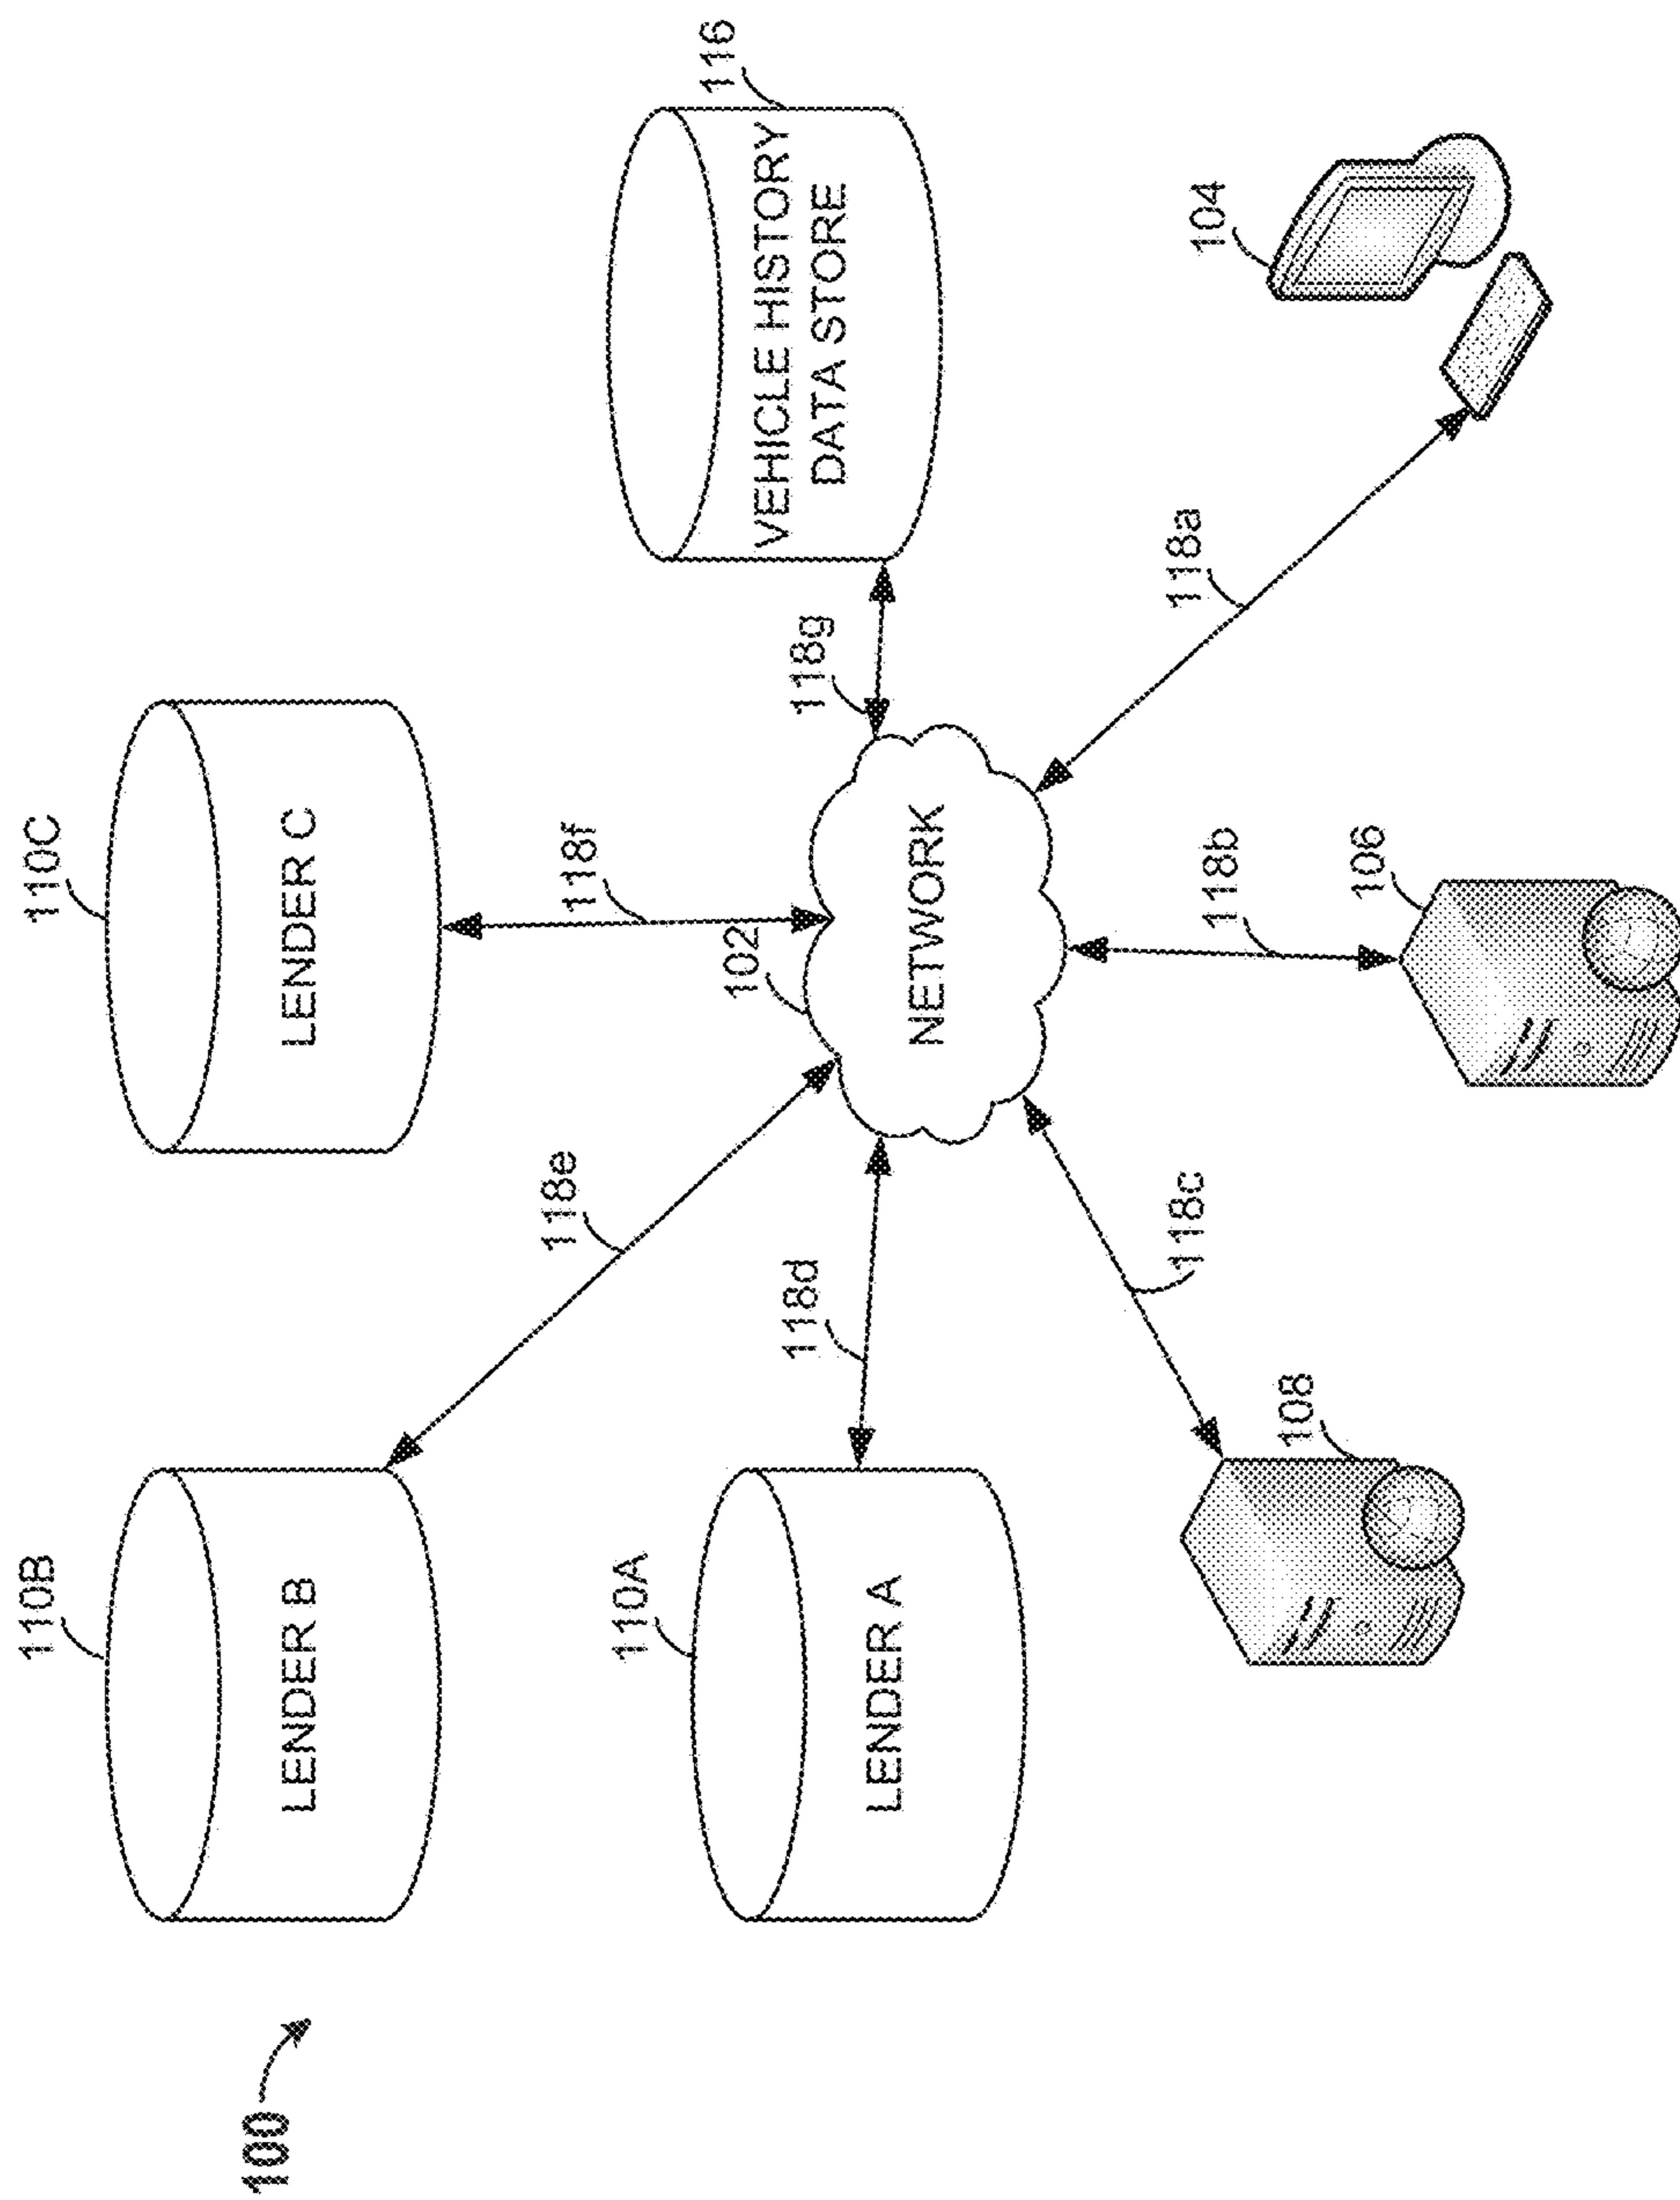 100
110B
LENDER B
110C
LENDER C
118e
118f
110A
LENDER A
118d
102
NETWORK
118g
116
VEHICLE HISTORY
DATA STORE
118c
118a
104
108
118b
106